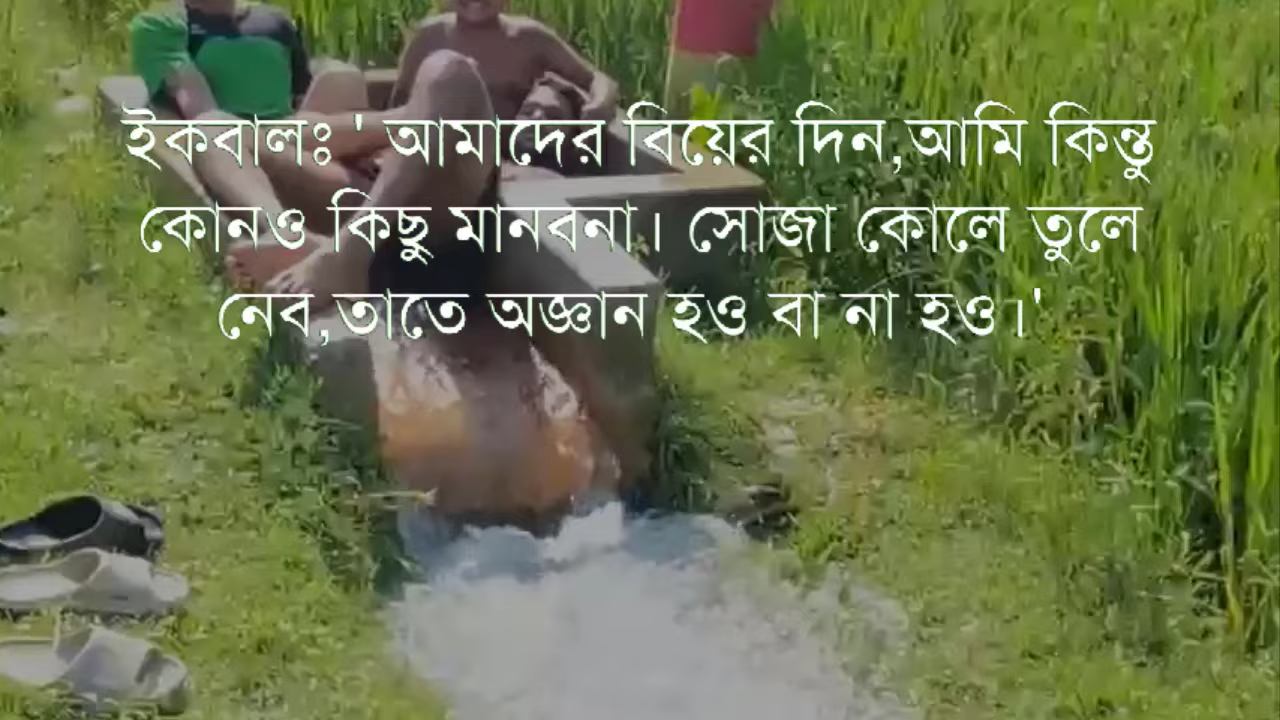 ইকবালঃ ' আমাদের বিয়ের দিন,আমি কিন্তু
কোনও কিছু মানবনা। সোজা কোলে তুলে
নেব,তাতে অজ্ঞান হও বা না হও।'